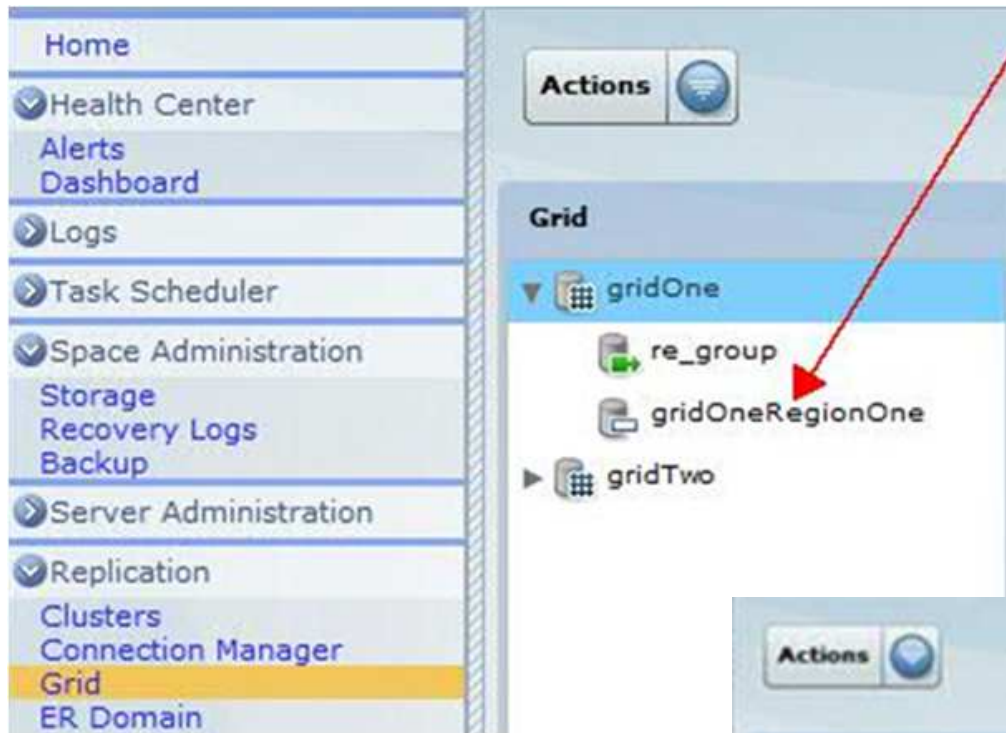 Home
Health Center
Alerts
Dashboard
Logs
Task Scheduler
Space Administration
Storage
Recovery Logs
Backup
Server Administration
Replication
Clusters
Connection Manager
Grid
ER Domain
Actions
Grid
gridOne
re_group
gridOneRegionOne
gridTwo
Actions